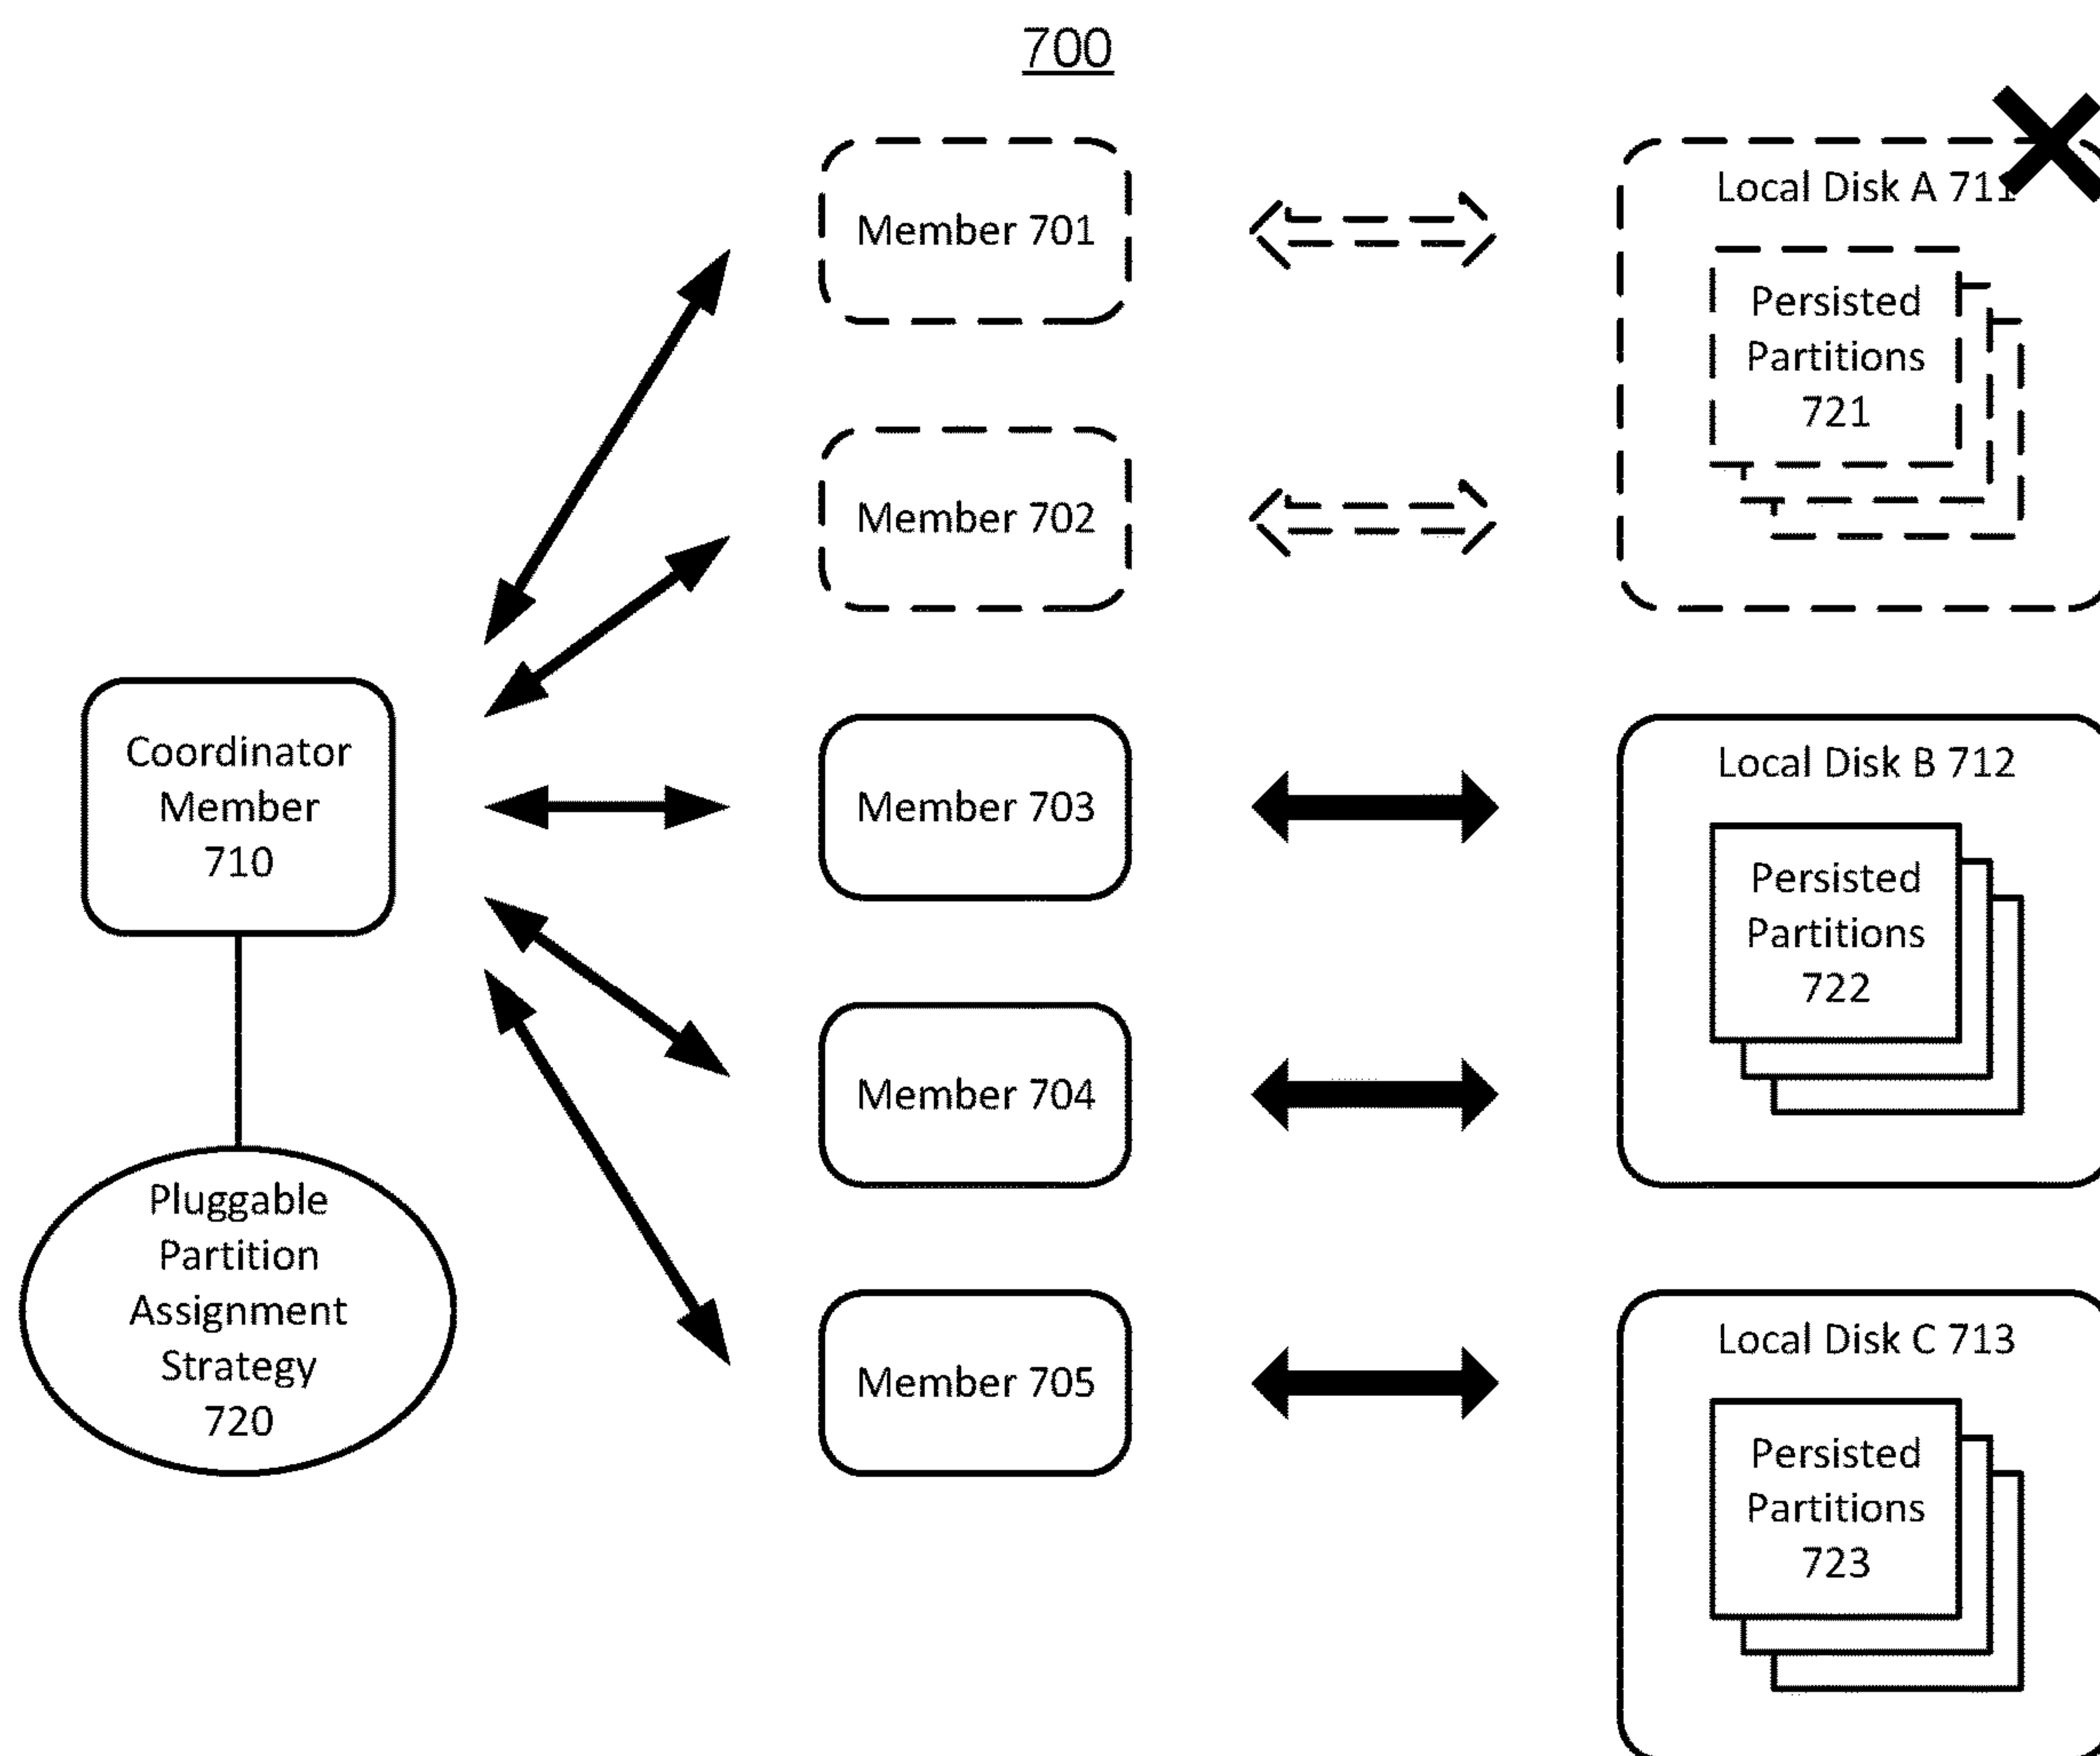 700
Member 701
Local Disk A 711
Persisted
Partitions
721
Member 702
Coordinator
Member
710
Member 703
Local Disk B 712
Persisted
Partitions
722
Member 704
Pluggable
Partition
Assignment
Strategy
720
Member 705
Local Disk C 713
Persisted
Partitions
723